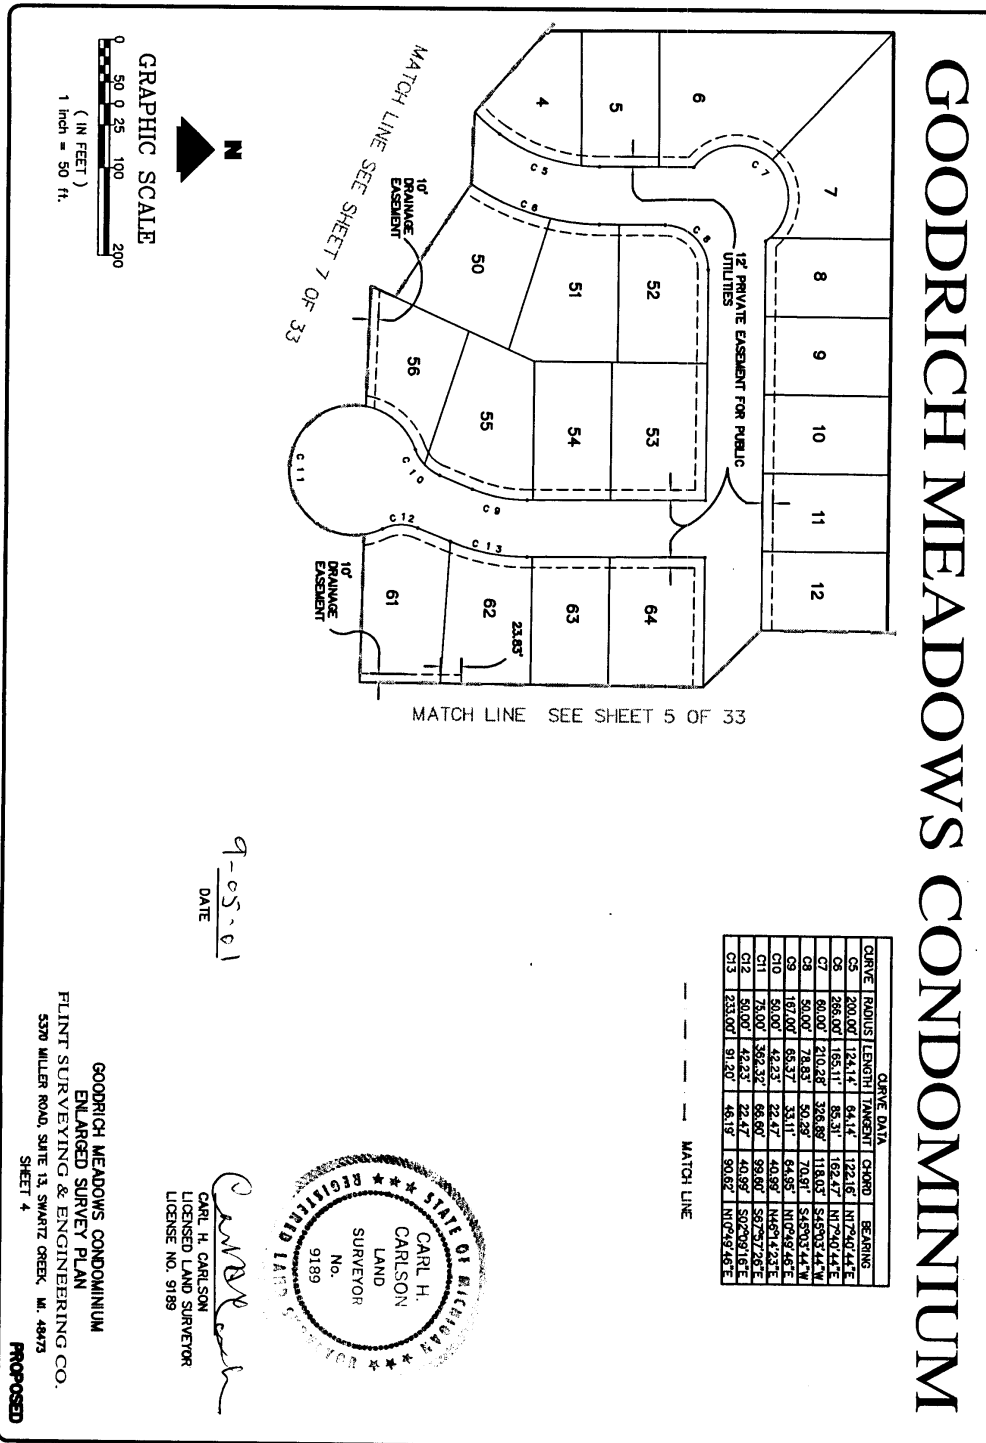 GOODRICH MEADOWS CONDOMINIUM
6
7
8
9
10
11
12
5
4
C 7
C 5
C 6
C 8
12' PRIVATE EASEMENT FOR PUBLIC
UTILITIES
52
53
64
51
54
63
50
55
62
56
61
C 9
C 10
C 11
C 12
C 13
23.83'
10'
DRAINAGE
EASEMENT
10'
DRAINAGE
EASEMENT
MATCH LINE SEE SHEET 7 OF 33
MATCH LINE SEE SHEET 5 OF 33
CURVE DATA
CURVE RADIUS LENGTH TANGENT CHORD BEARING
C5 200.00' 124.14' 64.14' 122.16' N17°40'44"E
C6 266.00' 165.11' 85.31' 162.47' N17°40'44"E
C7 60.00' 210.28' 326.89' 118.03' S45°03'44"W
C8 50.00' 78.83' 50.29' 70.91' S45°03'44"W
C9 167.00' 65.37' 33.11' 64.95' N10°49'46"E
C10 50.00' 42.23' 22.47' 40.99' N46°14'23"E
C11 75.00' 362.32' 66.60' 99.60' S67°57'26"E
C12 50.00' 42.23' 22.47' 40.99' S02°09'16"E
C13 233.00' 91.20' 46.19' 90.62' N10°49'46"E
MATCH LINE
N
GRAPHIC SCALE
0 50 0 25 100 200
( IN FEET )
1 inch = 50 ft.
9-05-01
DATE
STATE OF MICHIGAN
REGISTERED LAND
CARL H.
CARLSON
LAND
SURVEYOR
No.
9189
CARL H. CARLSON
LICENSED LAND SURVEYOR
LICENSE NO. 9189
GOODRICH MEADOWS CONDOMINIUM
ENLARGED SURVEY PLAN
FLINT SURVEYING & ENGINEERING CO.
5370 MILLER ROAD, SUITE 13, SWARTZ CREEK, MI. 48473
SHEET 4
PROPOSED